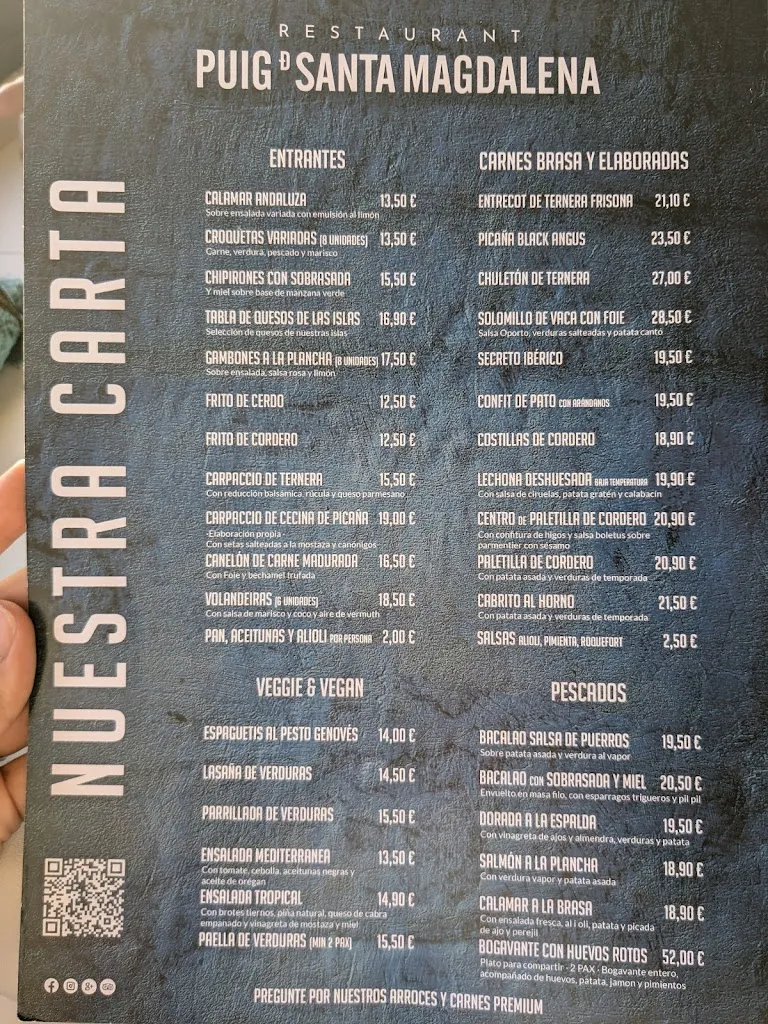 RESTAURANT
PUIG Đ SANTA MAGDALENA
NUESTRA CARTA
ENTRANTES
CALAMAR ANDALUZA 13,50 €
Sobre ensalada variada con emulsión al limón
CROQUETAS VARIADAS (8 UNIDADES) 13,50 €
Carne, verdura, pescado y marisco
CHIPIRONES CON SOBRASADA 15,50 €
Y miel sobre base de manzana verde
TABLA DE QUESOS DE LAS ISLAS 16,90 €
Selección de quesos de nuestras islas
GAMBONES A LA PLANCHA (8 UNIDADES) 17,50 €
Sobre ensalada, salsa rosa y limón
FRITO DE CERDO 12,50 €
FRITO DE CORDERO 12,50 €
CARPACCIO DE TERNERA 15,50 €
Con reducción balsámica, rúcula y queso parmesano
CARPACCIO DE CECINA DE PICAÑA 19,00 €
-Elaboración propia -
Con setas salteadas a la mostaza y canónigos
CANELÓN DE CARNE MADURADA 16,50 €
Con Foie y bechamel trufada
VOLANDEIRAS (6 UNIDADES) 18,50 €
Con salsa de marisco y coco y aire de vermuth
PAN, ACEITUNAS Y ALIOLI POR PERSONA 2,00 €
VEGGIE & VEGAN
ESPAGUETIS AL PESTO GENOVÉS 14,00 €
LASAÑA DE VERDURAS 14,50 €
PARRILLADA DE VERDURAS 15,50 €
ENSALADA MEDITERRANEA 13,50 €
Con tomate, cebolla, aceitunas negras y
aceite de orégan
ENSALADA TROPICAL 14,90 €
Con brotes tiernos, piña natural, queso de cabra
empanado y vinagreta de mostaza y miel
PAELLA DE VERDURAS (MIN 2 PAX) 15,50 €
CARNES BRASA Y ELABORADAS
ENTRECOT DE TERNERA FRISONA 21,10 €
PICAÑA BLACK ANGUS 23,50 €
CHULETÓN DE TERNERA 27,00 €
SOLOMILLO DE VACA CON FOIE 28,50 €
Salsa Oporto, verduras salteadas y patata cantó
SECRETO IBÉRICO 19,50 €
CONFIT DE PATO CON ARÁNDANOS 19,50 €
COSTILLAS DE CORDERO 18,90 €
LECHONA DESHUESADA BAJA TEMPERATURA 19,90 €
Con salsa de ciruelas, patata gratén y calabacín
CENTRO DE PALETILLA DE CORDERO 20,90 €
Con confitura de higos y salsa boletus sobre
parmentier con sésamo
PALETILLA DE CORDERO 20,90 €
Con patata asada y verduras de temporada
CABRITO AL HORNO 21,50 €
Con patata asada y verduras de temporada
SALSAS ALIOLI, PIMIENTA, ROQUEFORT 2,50 €
PESCADOS
BACALAO SALSA DE PUERROS 19,50 €
Sobre patata asada y verdura al vapor
BACALAO CON SOBRASADA Y MIEL 20,50 €
Envuelto en masa filo, con esparragos trigueros y pil pil
DORADA A LA ESPALDA 19,50 €
Con vinagreta de ajos y almendra, verduras y patata
SALMÓN A LA PLANCHA 18,90 €
Con verdura vapor y patata asada
CALAMAR A LA BRASA 18,90 €
Con ensalada fresca, al i oli, patata y picada
de ajo y perejil
BOGAVANTE CON HUEVOS ROTOS 52,00 €
Plato para compartir - 2 PAX - Bogavante entero,
acompañado de huevos, patata, jamon y pimientos
PREGUNTE POR NUESTROS ARROCES Y CARNES PREMIUM